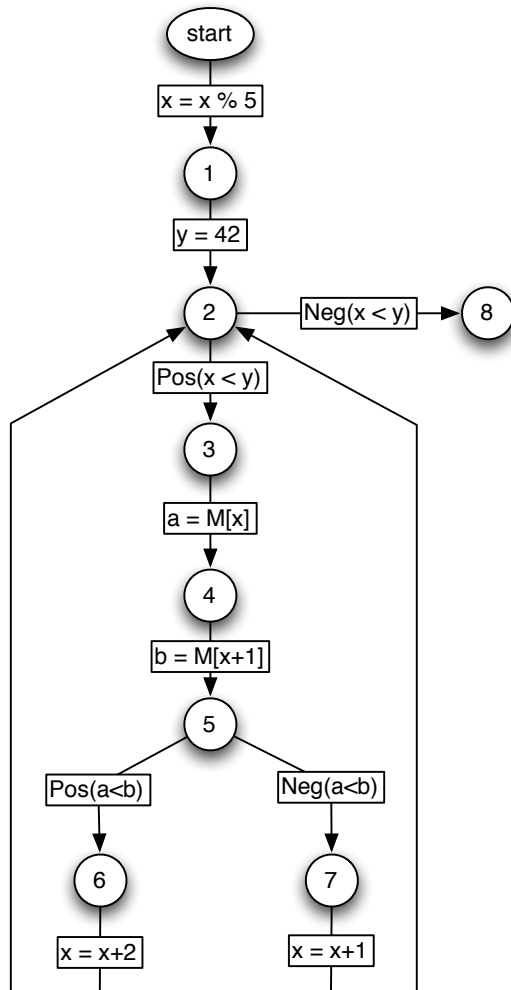 start
x = x % 5
1
y = 42
2
Neg(x < y)
8
Pos(x < y)
3
a = M[x]
4
b = M[x+1]
5
Pos(a<b)
Neg(a<b)
6
7
x = x+2
x = x+1